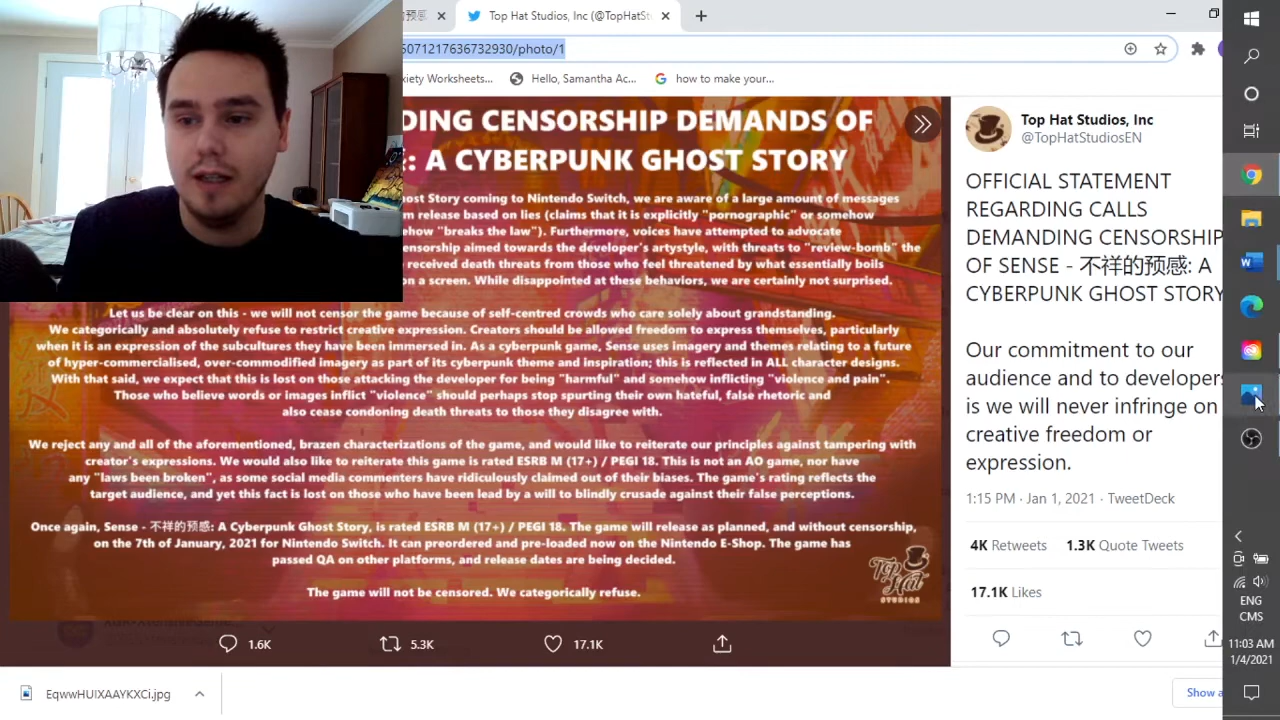 的预感
Top Hat Studios, Inc (@TopHatSt
5071217636732930/photo/1
xiety Worksheets...
Hello, Samantha Ac...
how to make your...
DING CENSORSHIP DEMANDS OF
: A CYBERPUNK GHOST STORY
ost Story coming to Nintendo Switch, we are aware of a large amount of messages
m release based on lies (claims that it is explicitly "pornographic" or somehow
ehow "breaks the law"). Furthermore, voices have attempted to advocate
ensorship aimed towards the developer's artystyle, with threats to "review-bomb" the
received death threats from those who feel threatened by what essentially boils
on a screen. While disappointed at these behaviors, we are certainly not surprised.
Let us be clear on this - we will not censor the game because of self-centred crowds who care solely about grandstanding.
We categorically and absolutely refuse to restrict creative expression. Creators should be allowed freedom to express themselves, particularly
when it is an expression of the subcultures they have been immersed in. As a cyberpunk game, Sense uses imagery and themes relating to a future
of hyper-commercialised, over-commodified imagery as part of its cyberpunk theme and inspiration; this is reflected in ALL character designs.
With that said, we expect that this is lost on those attacking the developer for being "harmful" and somehow inflicting "violence and pain".
Those who believe words or images inflict "violence" should perhaps stop spurting their own hateful, false rhetoric and
also cease condoning death threats to those they disagree with.
We reject any and all of the aforementioned, brazen characterizations of the game, and would like to reiterate our principles against tampering with
creator's expressions. We would also like to reiterate this game is rated ESRB M (17+) / PEGI 18. This is not an AO game, nor have
any "laws been broken", as some social media commenters have ridiculously claimed out of their biases. The game's rating reflects the
target audience, and yet this fact is lost on those who have been lead by a will to blindly crusade against their false perceptions.
Once again, Sense - 不祥的预感: A Cyberpunk Ghost Story, is rated ESRB M (17+) / PEGI 18. The game will release as planned, and without censorship,
on the 7th of January, 2021 for Nintendo Switch. It can preordered and pre-loaded now on the Nintendo E-Shop. The game has
passed QA on other platforms, and release dates are being decided.
The game will not be censored. We categorically refuse.
Top Hat
STUDIOS
1.6K
5.3K
17.1K
Top Hat Studios, Inc
@TopHatStudiosEN
OFFICIAL STATEMENT
REGARDING CALLS
DEMANDING CENSORSHIP
OF SENSE - 不祥的预感: A
CYBERPUNK GHOST STORY
Our commitment to our
audience and to developers
is we will never infringe on
creative freedom or
expression.
1:15 PM · Jan 1, 2021 · TweetDeck
4K Retweets 1.3K Quote Tweets
17.1K Likes
EqwwHUIXAAYKXCi.jpg
Show a
ENG
CMS
11:03 AM
1/4/2021